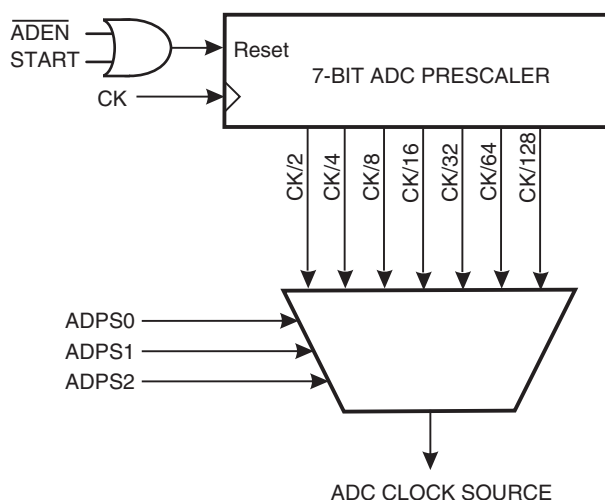 ADEN
START
Reset
7-BIT ADC PRESCALER
CK
CK/2
CK/4
CK/8
CK/16
CK/32
CK/64
CK/128
ADPS0
ADPS1
ADPS2
ADC CLOCK SOURCE